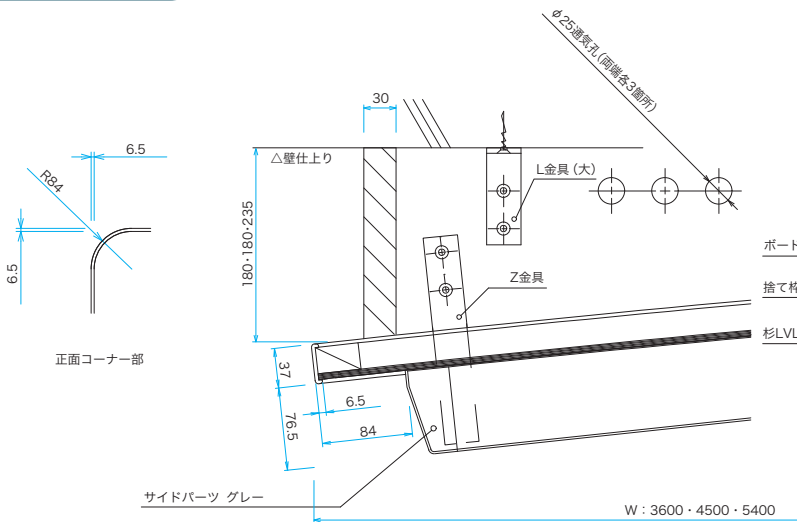 φ25通気孔(両端各3箇所)
30
6.5
△壁仕上り
L金具(大)
R84
180・180・235
6.5
ボート
Z金具
捨て枠
杉LVL
正面コーナー部
37
6.5
76.5
84
サイドパーツ グレー
W:3600・4500・5400